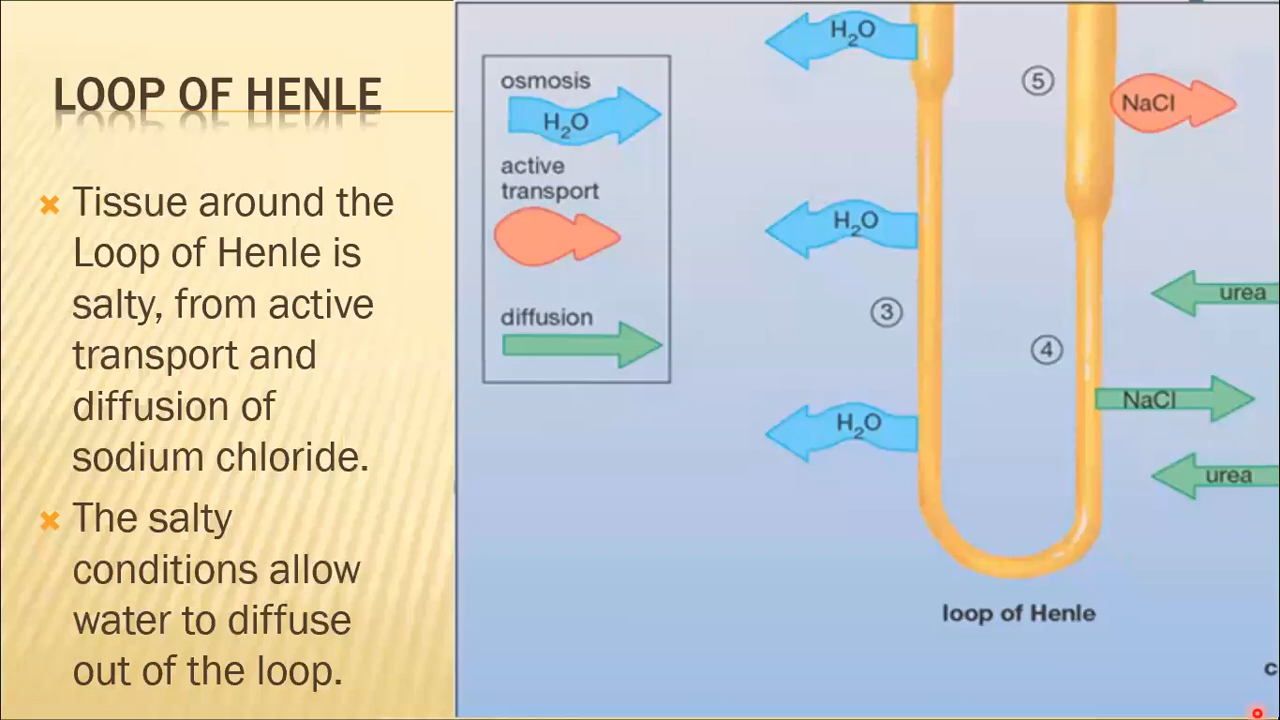 LOOP OF HENLE
Tissue around the
Loop of Henle is
salty, from active
transport and
diffusion of
sodium chloride.
The salty
conditions allow
water to diffuse
out of the loop.
osmosis
H₂O
active
transport
diffusion
H₂O
⑤
NaCl
H₂O
③
urea
④
NaCl
H₂O
urea
loop of Henle
c